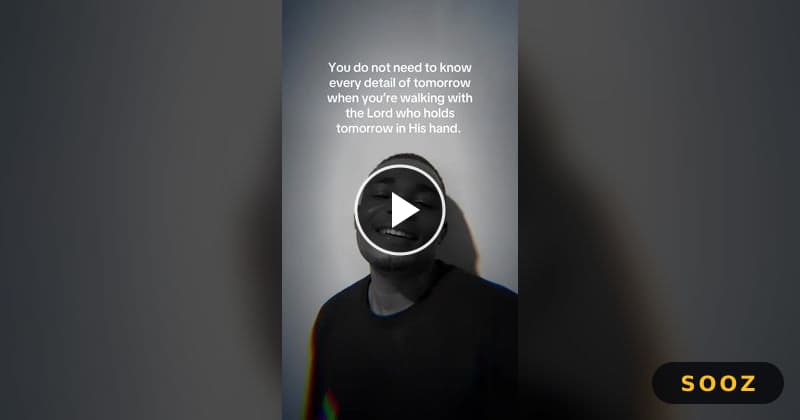 You do not need to know
every detail of tomorrow
when you’re walking with
the Lord who holds
tomorrow in His hand.
SOOZ